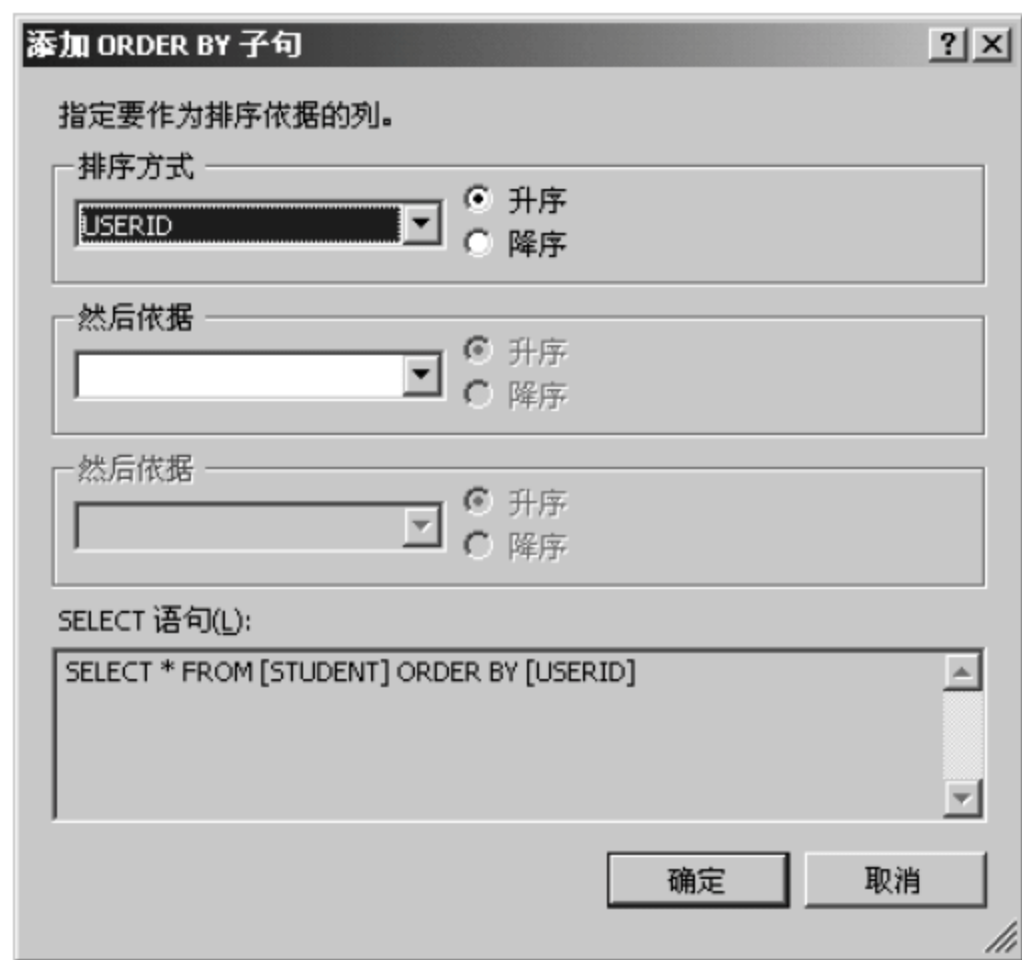 添加 ORDER BY 子句
指定要作为排序依据的列。
排序方式
USERID
升序
降序
然后依据
升序
降序
然后依据
升序
降序
SELECT 语句(L):
SELECT * FROM [STUDENT] ORDER BY [USERID]
确定 取消